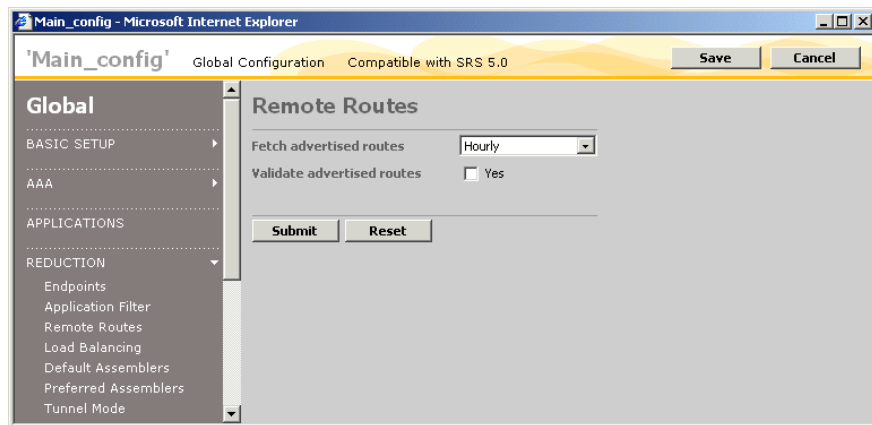 Main_config - Microsoft Internet Explorer
'Main_config' Global Configuration Compatible with SRS 5.0 Save Cancel
Global
BASIC SETUP
AAA
APPLICATIONS
REDUCTION
Endpoints
Application Filter
Remote Routes
Load Balancing
Default Assemblers
Preferred Assemblers
Tunnel Mode
Remote Routes
Fetch advertised routes Hourly
Validate advertised routes Yes
Submit Reset